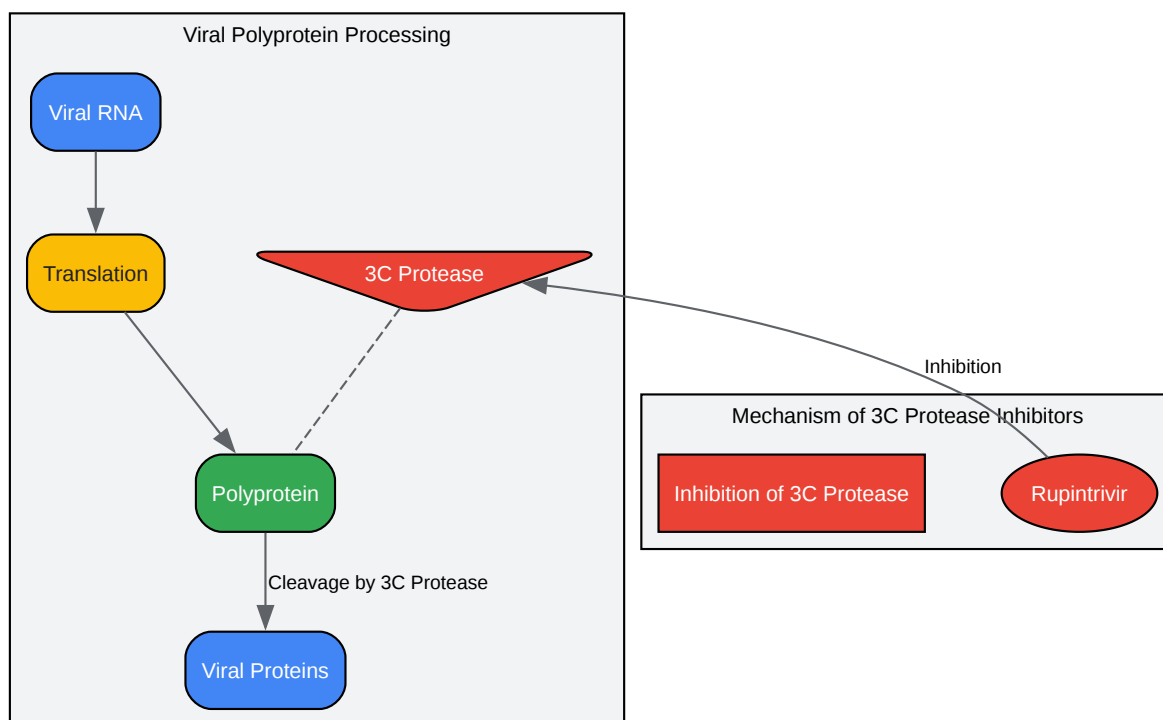 Viral Polyprotein Processing
Viral RNA
Translation
3C Protease
Inhibition
Mechanism of 3C Protease Inhibitors
Polyprotein
Inhibition of 3C Protease
Rupintrivir
Cleavage by 3C Protease
Viral Proteins